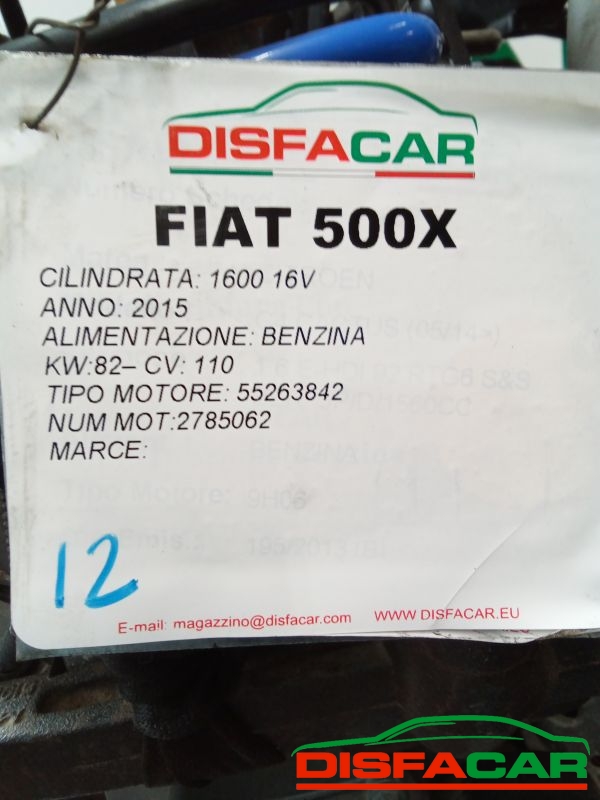 DISFACAR
FIAT 500X
CILINDRATA: 1600 16V
ANNO: 2015
ALIMENTAZIONE: BENZINA
KW:82– CV: 110
TIPO MOTORE: 55263842
NUM MOT:2785062
MARCE:
12
E-mail: magazzino@disfacar.com WWW.DISFACAR.EU
DISFACAR